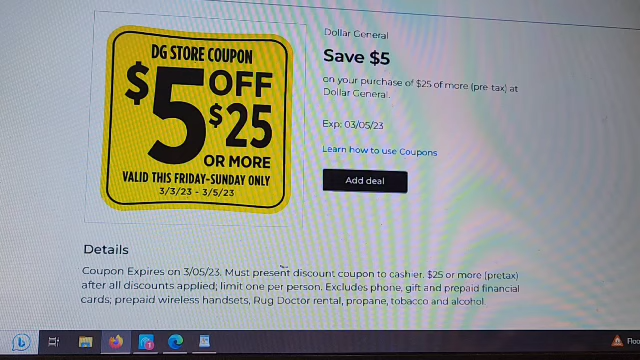 DG STORE COUPON
$5 OFF
$25
OR MORE
VALID THIS FRIDAY-SUNDAY ONLY
3/3/23 - 3/5/23
Dollar General
Save $5
on your purchase of $25 of more (pre tax) at
Dollar General.
Exp: 03/05/23
Learn how to use Coupons
Add deal
Details
Coupon Expires on 3/05/23. Must present discount coupon to cashier. $25 or more (pretax)
after all discounts applied; limit one per person. Excludes phone, gift and prepaid financial
cards; prepaid wireless handsets, Rug Doctor rental, propane, tobacco and alcohol.
Floo